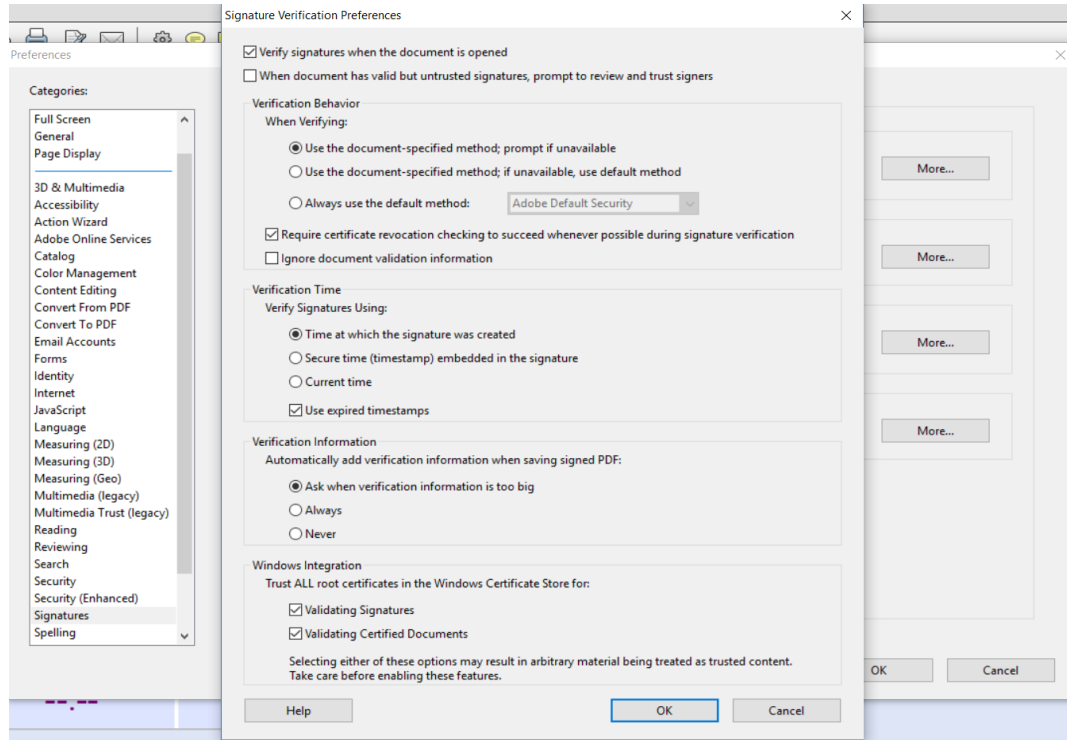 Signature Verification Preferences
Preferences
Categories:
Full Screen
General
Page Display
3D & Multimedia
Accessibility
Action Wizard
Adobe Online Services
Catalog
Color Management
Content Editing
Convert From PDF
Convert To PDF
Email Accounts
Forms
Identity
Internet
JavaScript
Language
Measuring (2D)
Measuring (3D)
Measuring (Geo)
Multimedia (legacy)
Multimedia Trust (legacy)
Reading
Reviewing
Search
Security
Security (Enhanced)
Signatures
Spelling
Verify signatures when the document is opened
When document has valid but untrusted signatures, prompt to review and trust signers
Verification Behavior
When Verifying:
Use the document-specified method; prompt if unavailable
Use the document-specified method; if unavailable, use default method
Always use the default method: Adobe Default Security
Require certificate revocation checking to succeed whenever possible during signature verification
Ignore document validation information
Verification Time
Verify Signatures Using:
Time at which the signature was created
Secure time (timestamp) embedded in the signature
Current time
Use expired timestamps
Verification Information
Automatically add verification information when saving signed PDF:
Ask when verification information is too big
Always
Never
Windows Integration
Trust ALL root certificates in the Windows Certificate Store for:
Validating Signatures
Validating Certified Documents
Selecting either of these options may result in arbitrary material being treated as trusted content.
Take care before enabling these features.
Help OK Cancel
More...
More...
More...
More...
OK Cancel